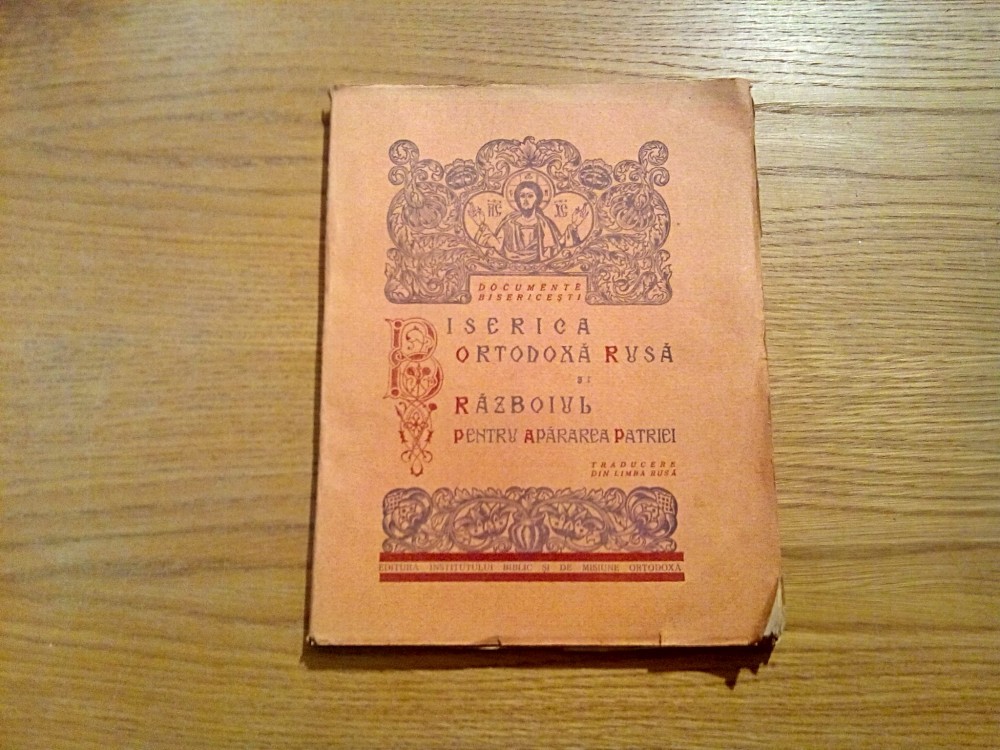 IC XC
DOCUMENTE
BISERICEȘTI
BISERICA
ORTODOXĂ RUSĂ
ȘI
RĂZBOIUL
PENTRU APĂRAREA PATRIEI
TRADUCERE
DIN LIMBA RUSĂ
EDITURA INSTITUTULUI BIBLIC ȘI DE MISIUNE ORTODOXĂ